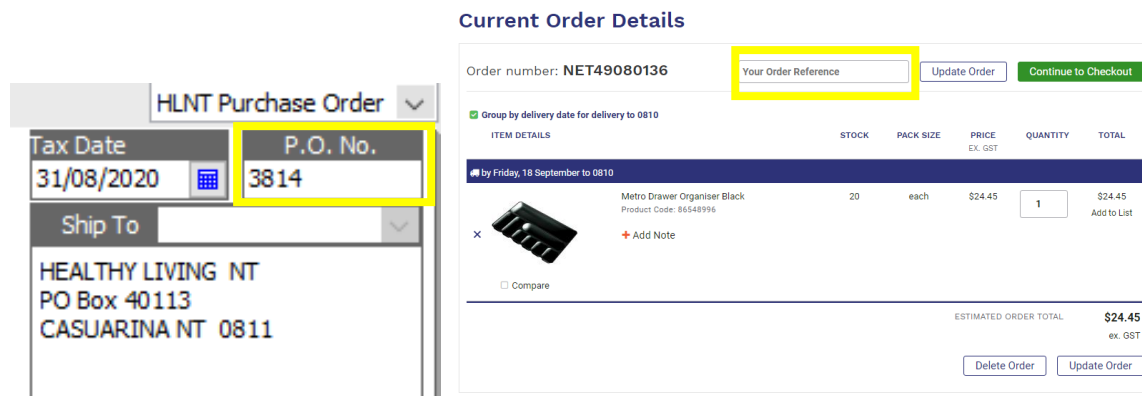 HLNT Purchase Order
Tax Date
P.O. No.
31/08/2020
3814
Ship To
HEALTHY LIVING NT
PO Box 40113
CASUARINA NT 0811
Current Order Details
Order number: NET49080136
Your Order Reference
Update Order
Continue to Checkout
Group by delivery date for delivery to 0810
ITEM DETAILS STOCK PACK SIZE PRICE QUANTITY TOTAL
EX. GST
by Friday, 18 September to 0810
Metro Drawer Organiser Black 20 each $24.45 1 $24.45
Product Code: 86548996 Add to List
+ Add Note
Compare
ESTIMATED ORDER TOTAL $24.45
ex. GST
Delete Order Update Order